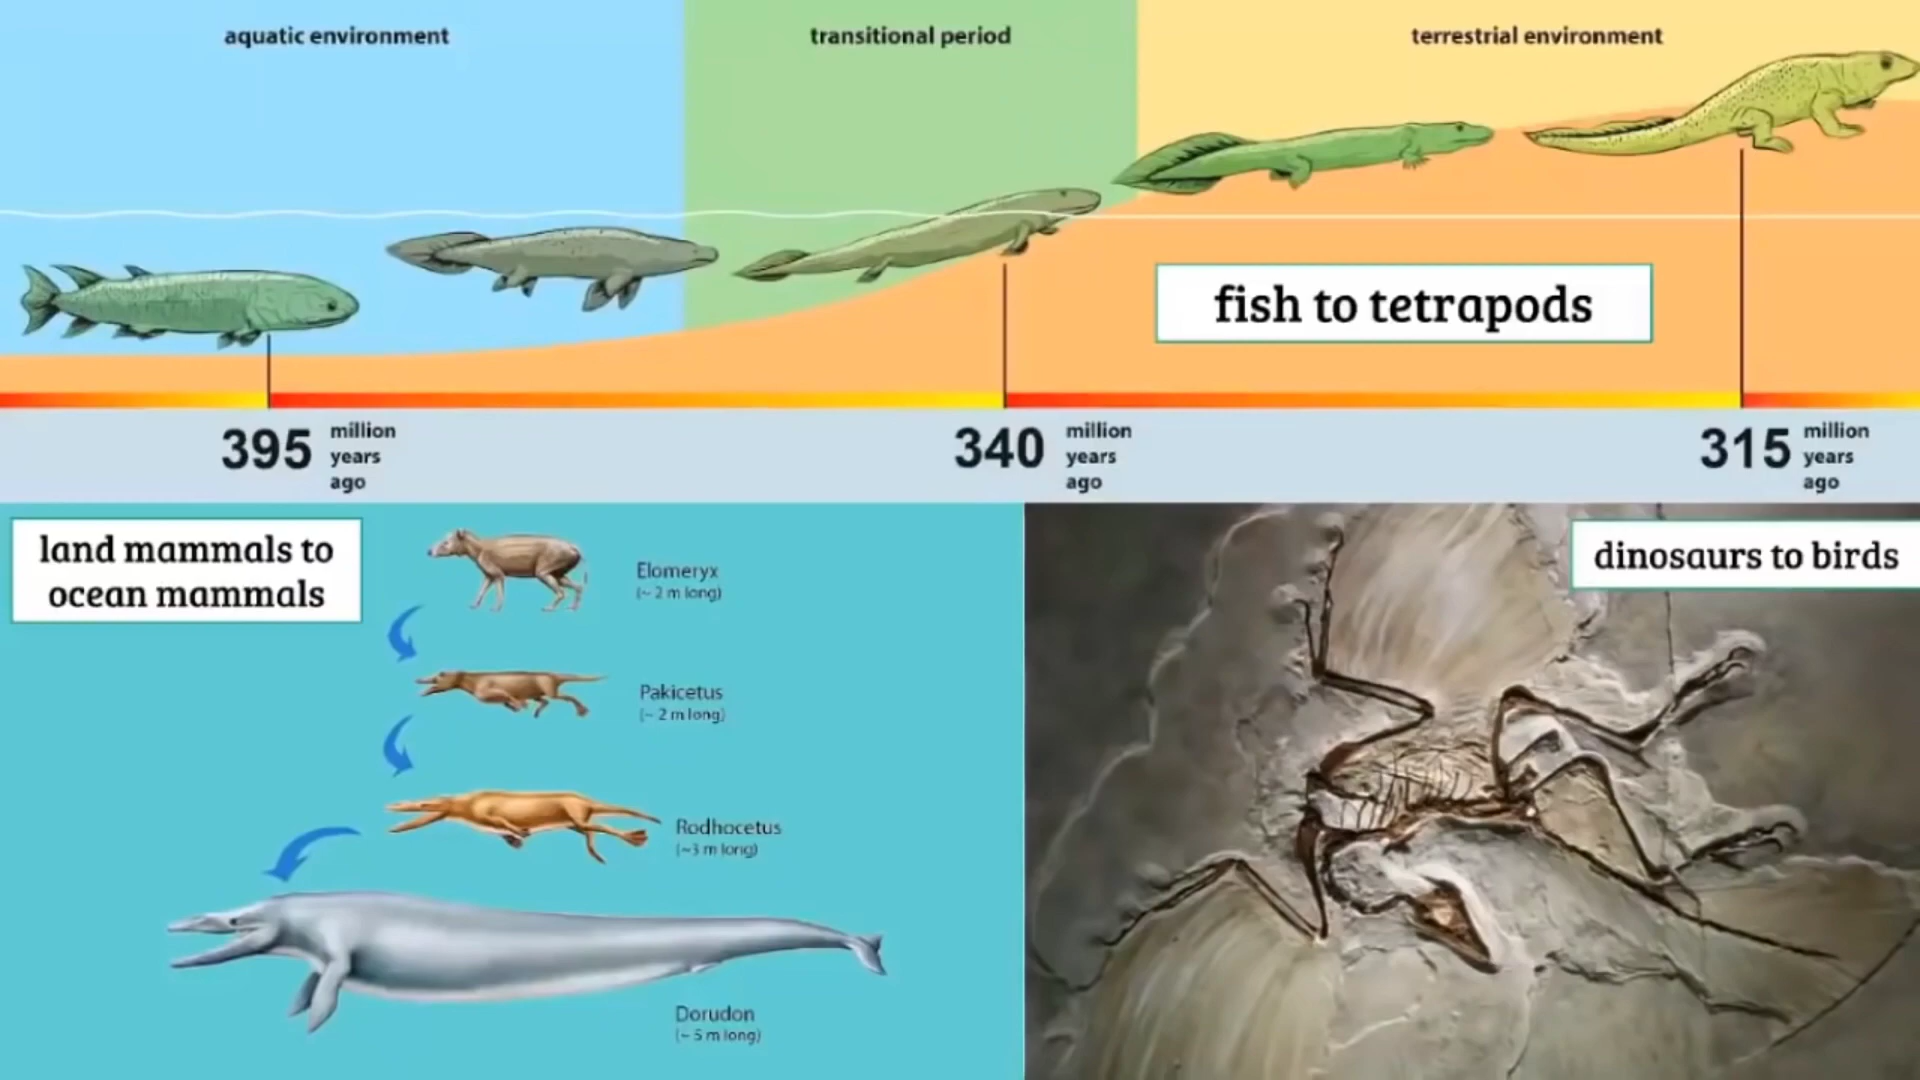 aquatic environment
transitional period
terrestrial environment
fish to tetrapods
395 million
years
ago
340 million
years
ago
315 million
years
ago
land mammals to
ocean mammals
Elomeryx
(~ 2 m long)
Pakicetus
(~ 2 m long)
Rodhocetus
(~3 m long)
Dorudon
(~ 5 m long)
dinosaurs to birds